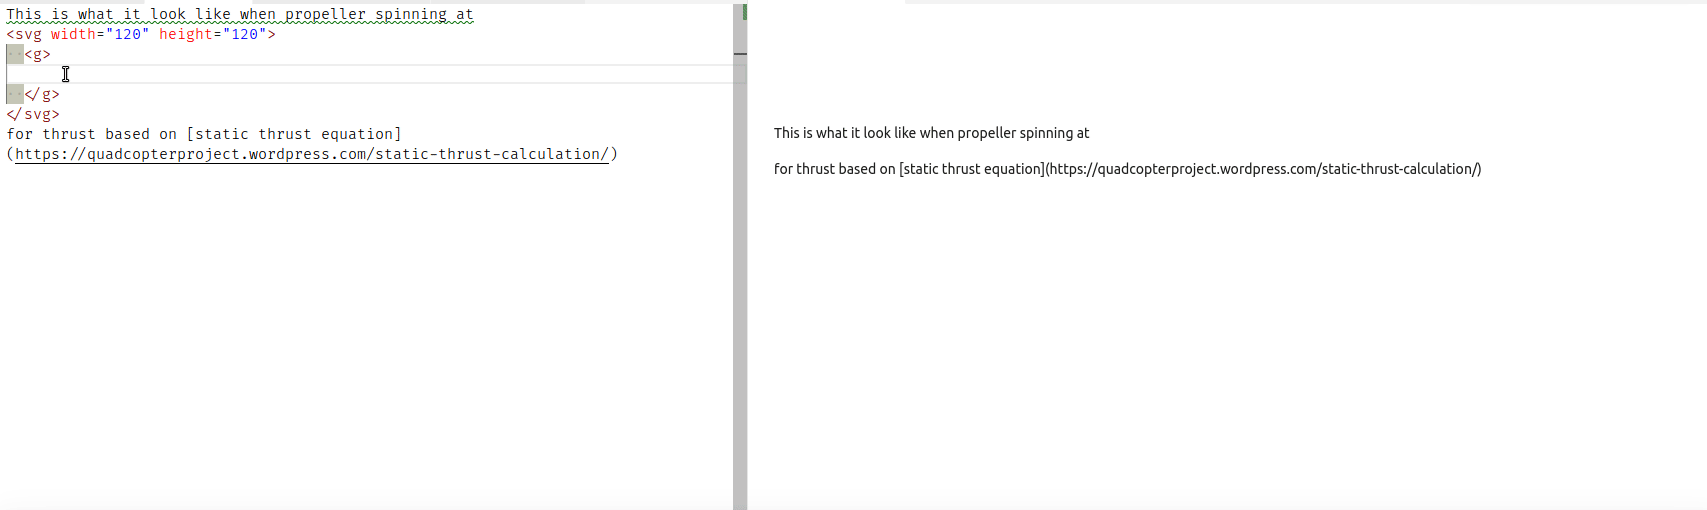 This is what it look like when propeller spinning at
<svg width="120" height="120">
  <g>
  </g>
</svg>
for thrust based on [static thrust equation]
(https://quadcopterproject.wordpress.com/static-thrust-calculation/)
This is what it look like when propeller spinning at
for thrust based on [static thrust equation](https://quadcopterproject.wordpress.com/static-thrust-calculation/)